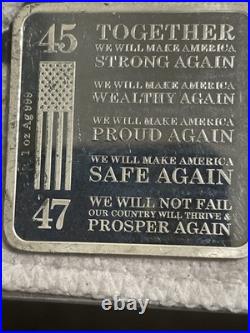 45
TOGETHER
WE WILL MAKE AMERICA
STRONG AGAIN
WE WILL MAKE AMERICA
WEALTHY AGAIN
WE WILL MAKE AMERICA
PROUD AGAIN
WE WILL MAKE AMERICA
SAFE AGAIN
1 oz Ag 999
47
WE WILL NOT FAIL
OUR COUNTRY WILL THRIVE &
PROSPER AGAIN